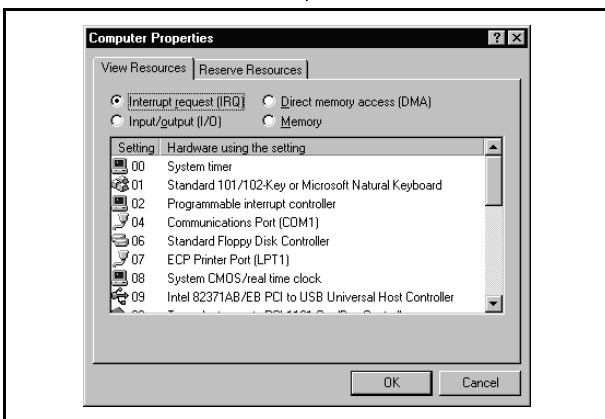 Computer Properties
View Resources Reserve Resources
Interrupt request (IRQ) Direct memory access (DMA)
Input/output (I/O) Memory
Setting Hardware using the setting
00 System timer
01 Standard 101/102-Key or Microsoft Natural Keyboard
02 Programmable interrupt controller
04 Communications Port (COM1)
06 Standard Floppy Disk Controller
07 ECP Printer Port (LPT1)
08 System CMOS/real time clock
09 Intel 82371AB/EB PCI to USB Universal Host Controller
OK Cancel